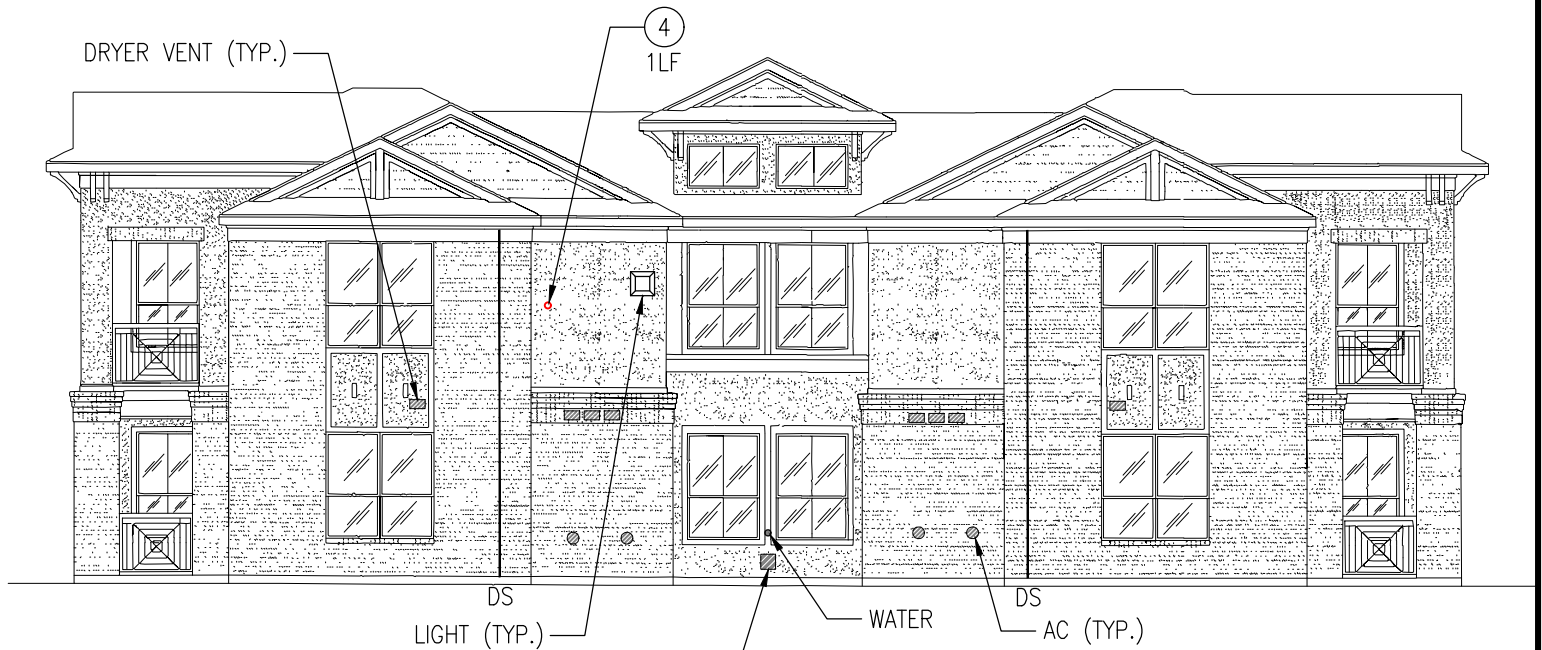 4
1LF
DRYER VENT (TYP.)
DS
DS
LIGHT (TYP.)
WATER
AC (TYP.)